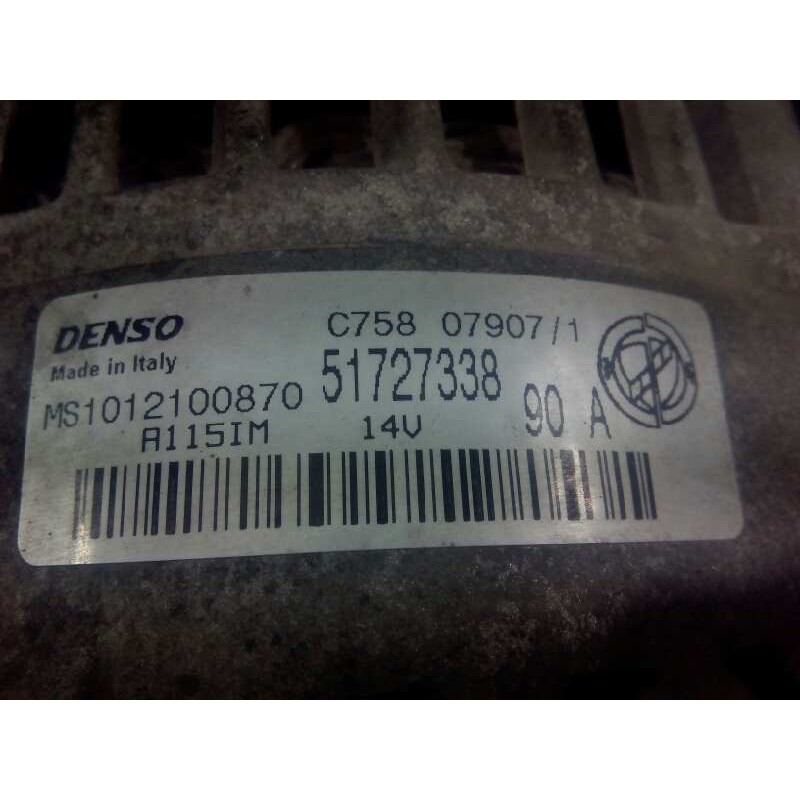 DENSO C758 07907/1
Made in Italy 51727338
MS1012100870 90 A
A115IM 14V